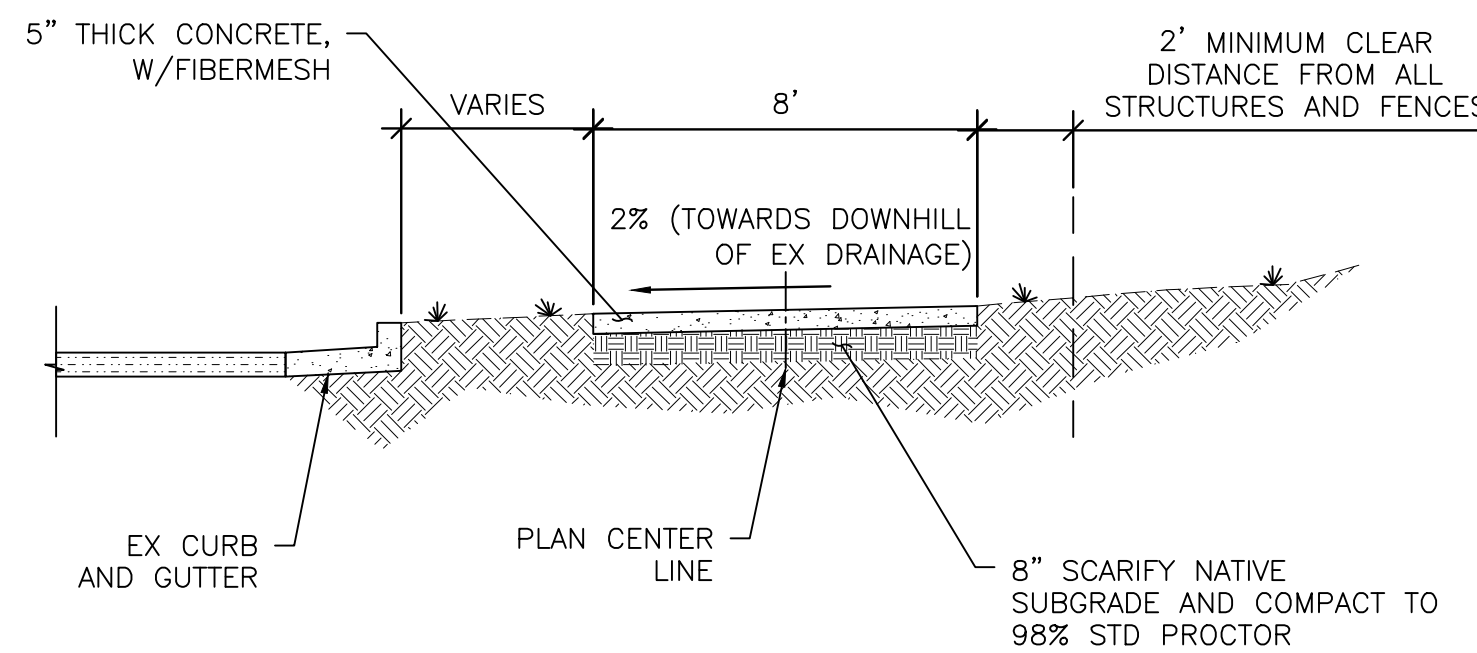 5” THICK CONCRETE,
W/FIBERMESH
VARIES
8’
2’ MINIMUM CLEAR
DISTANCE FROM ALL
STRUCTURES AND FENCES
2% (TOWARDS DOWNHILL
OF EX DRAINAGE)
EX CURB
AND GUTTER
PLAN CENTER
LINE
8” SCARIFY NATIVE
SUBGRADE AND COMPACT TO
98% STD PROCTOR